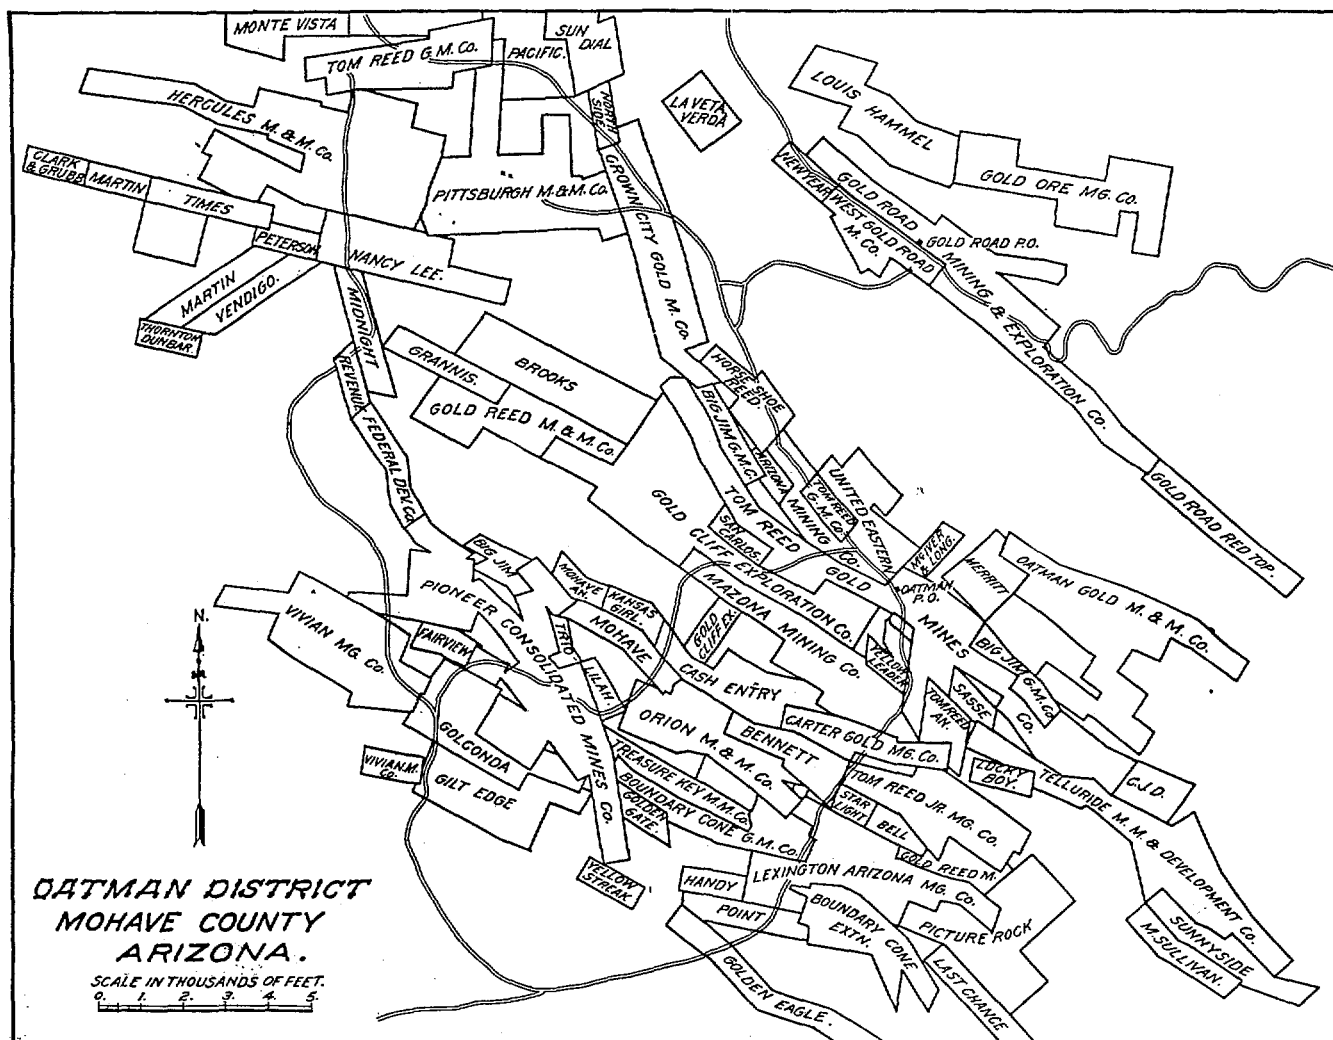 MONTE VISTA
TOM REED G.M. Co.
PACIFIC.
SUN
DIAL
HERCULES M. & M. Co.
NORTH
SIDE
LA VETA
VERDA
LOUIS HAMMEL
GOLD ORE MG. Co.
CLARK
& GRUBB
MARTIN
TIMES
PITTSBURGH M. & M. Co.
CROWN CITY GOLD M. Co.
NEW YEAR
M. Co.
WEST GOLD ROAD
GOLD ROAD MINING & EXPLORATION Co.
GOLD ROAD P.O.
PETERSON
NANCY LEE.
MARTIN
VENDIGO.
THORNTON
DUNBAR.
MIDNIGHT
REVENUE
FEDERAL DEV. Co.
GRANNIS.
BROOKS
GOLD REED M. & M. Co.
HORSE SHOE
REED.
BIG JIM G.M.C.
ARIZONA
MINING Co.
TOM REED
G.M. Co.
UNITED EASTERN
GOLD ROAD RED TOP.
GOLD CLIFF EXPLORATION Co.
SAN
CARLOS.
TOM REED GOLD MINES Co.
McIVER
& LONG.
OATMAN
P.O.
MERRITT
OATMAN GOLD M. & M. Co.
BIG JIM
PIONEER CONSOLIDATED MINES Co.
MOHAVE
AN.
KANSAS
GIRL.
MOHAVE
MAZONA MINING Co.
GOLD
CLIFF EX.
VIVIAN MG. Co.
FAIRVIEW
TRIO.
LILAH.
CASH ENTRY
YELLOW
LEADER
BIG JIM G.M. Co.
SASSE
TOM REED
AN.
N.
GOLCONDA
ORION M. & M. Co.
BENNETT
CARTER GOLD MG. Co.
VIVIAN M.
Co.
GILT EDGE
TREASURE KEY M.M. Co.
BOUNDARY CONE G.M. Co.
GOLDEN
GATE.
STAR
LIGHT
BELL
TOM REED JR. MG. Co.
LUCKY
BOY.
TELLURIDE M. M. & DEVELOPMENT Co.
C.J.D.
YELLOW
STREAK
HANDY
POINT
LEXINGTON ARIZONA MG. Co.
GOLD REED M.
BOUNDARY CONE
EXTN.
PICTURE ROCK
SUNNYSIDE
M. SULLIVAN.
GOLDEN EAGLE.
LAST CHANCE
OATMAN DISTRICT
MOHAVE COUNTY
ARIZONA.
SCALE IN THOUSANDS OF FEET.
0. 1. 2. 3. 4. 5.